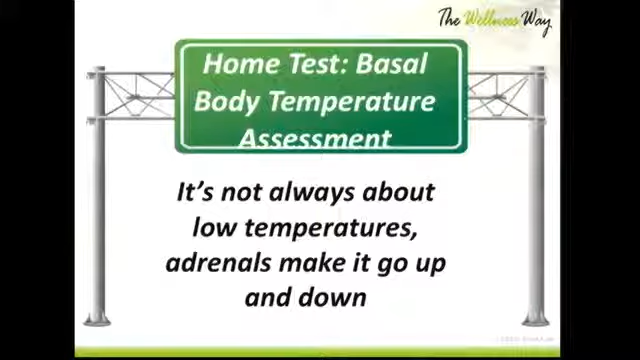 The Wellness Way
Home Test: Basal
Body Temperature
Assessment
It's not always about
low temperatures,
adrenals make it go up
and down